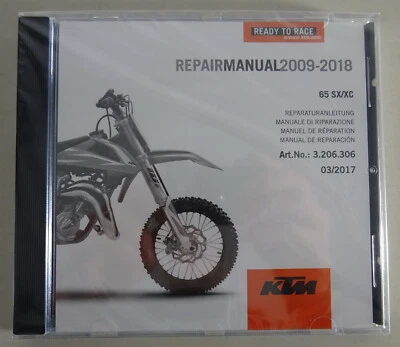 READY TO RACE
REPAIRMANUAL2009-2018
65 SX/XC
REPARATURANLEITUNG
MANUALE DI RIPARAZIONE
MANUEL DE RÉPARATION
MANUAL DE REPARACIÓN
Art.No.: 3.206.306
03/2017
KTM